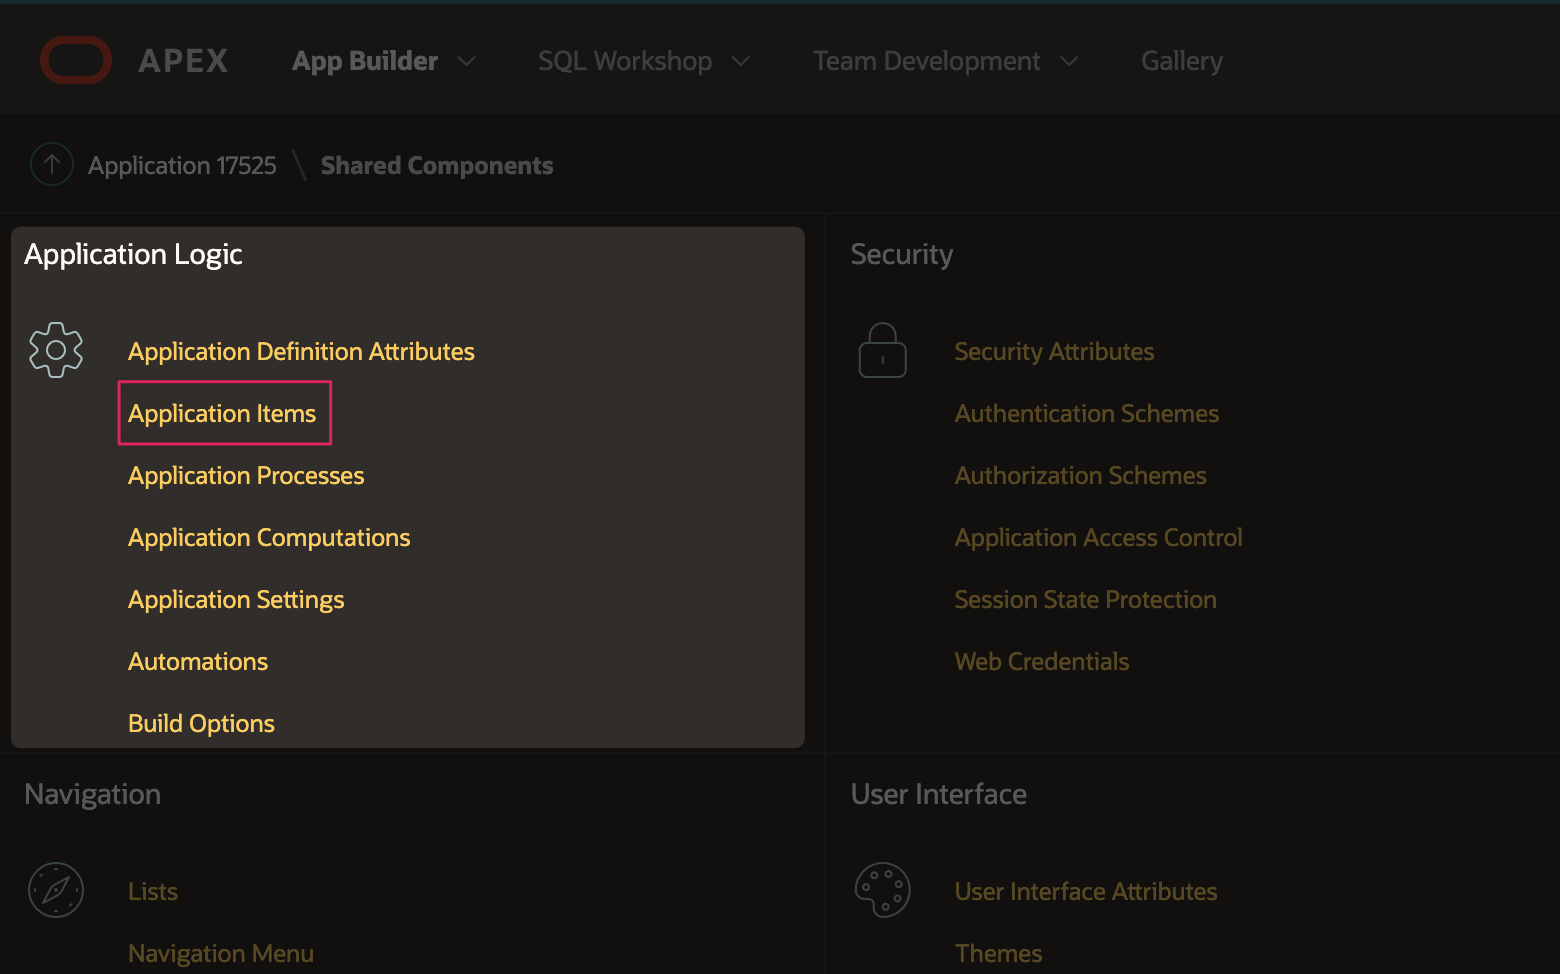 APEX App Builder SQL Workshop Team Development Gallery
Application 17525 \ Shared Components
Application Logic
Application Definition Attributes
Application Items
Application Processes
Application Computations
Application Settings
Automations
Build Options
Security
Security Attributes
Authentication Schemes
Authorization Schemes
Application Access Control
Session State Protection
Web Credentials
Navigation
Lists
Navigation Menu
User Interface
User Interface Attributes
Themes